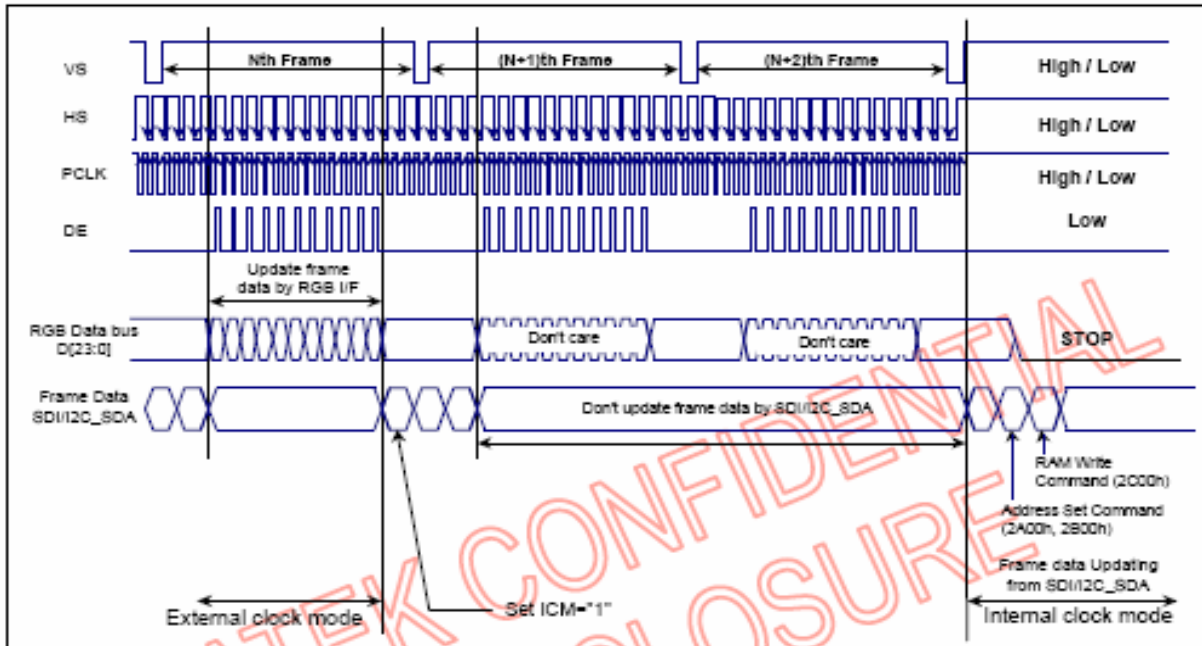 VS
Nth Frame
(N+1)th Frame
(N+2)th Frame
High / Low
HS
High / Low
PCLK
High / Low
DE
Low
Update frame
data by RGB I/F
RGB Data bus
D[23:0]
Don't care
Don't care
STOP
Frame Data
SDI/I2C_SDA
Don't update frame data by SDI/I2C_SDA
RAM Write
Command (2C00h)
Address Set Command
(2A00h, 2B00h)
Frame data Updating
from SDI/I2C_SDA
External clock mode
Set ICM="1"
Internal clock mode
CONFIDENTIAL